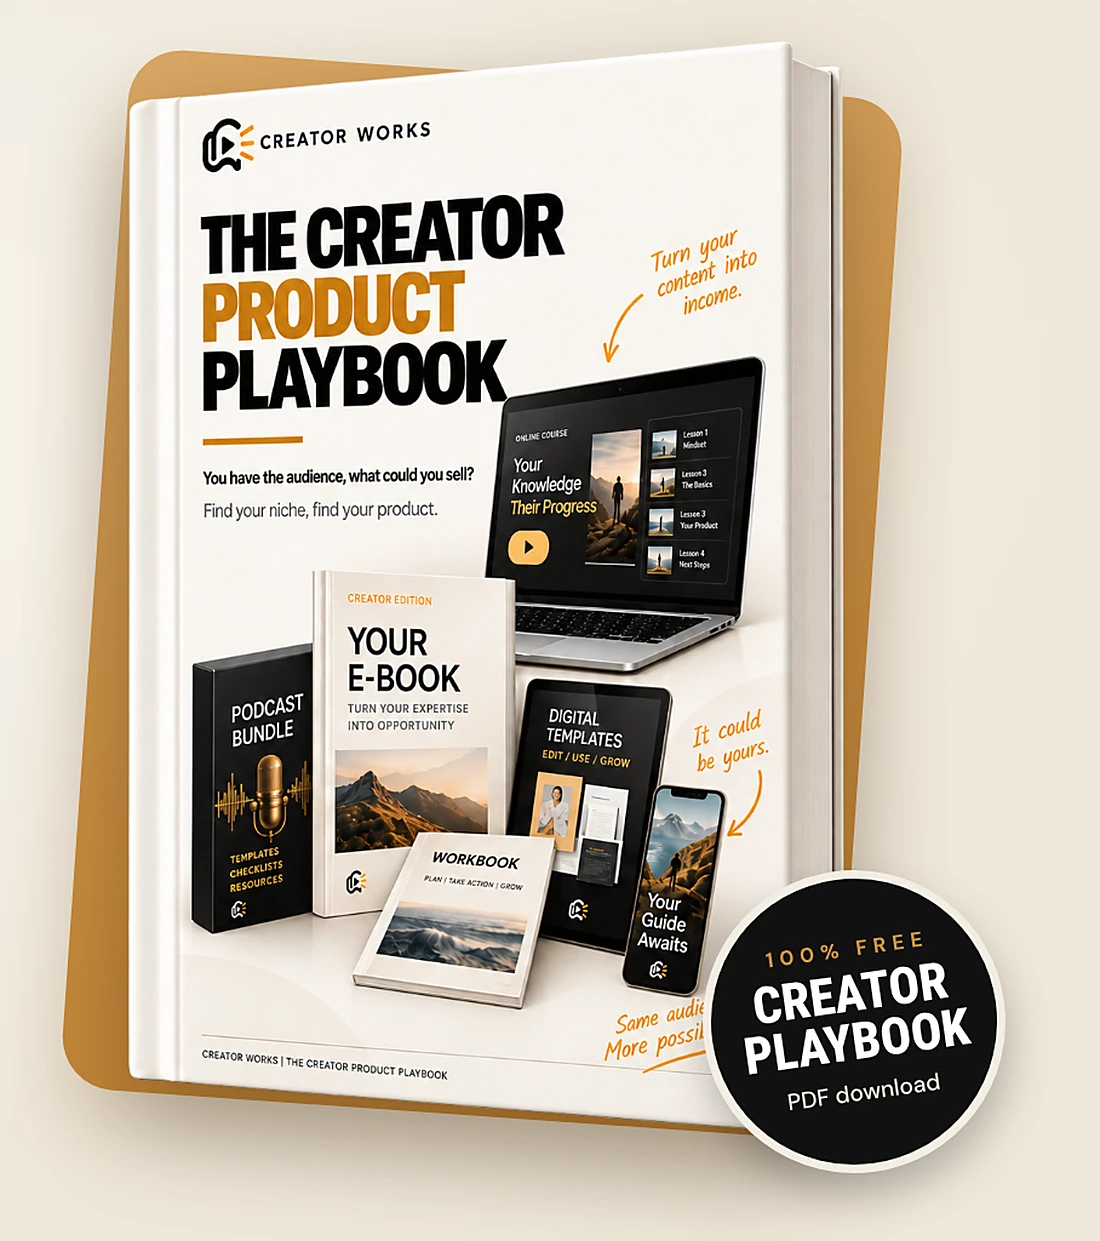 CREATOR WORKS
THE CREATOR
PRODUCT
PLAYBOOK
You have the audience, what could you sell?
Find your niche, find your product.
Turn your
content into
income.
ONLINE COURSE
Your
Knowledge
Their Progress
Lesson 1
Mindset
Lesson 3
The Basics
Lesson 3
Your Product
Lesson 4
Next Steps
CREATOR EDITION
YOUR
E-BOOK
TURN YOUR EXPERTISE
INTO OPPORTUNITY
PODCAST
BUNDLE
TEMPLATES
CHECKLISTS
RESOURCES
DIGITAL
TEMPLATES
EDIT / USE / GROW
It could
be yours.
WORKBOOK
PLAN / TAKE ACTION / GROW
Your
Guide
Awaits
Same audie
More possib
CREATOR WORKS | THE CREATOR PRODUCT PLAYBOOK
100% FREE
CREATOR
PLAYBOOK
PDF download